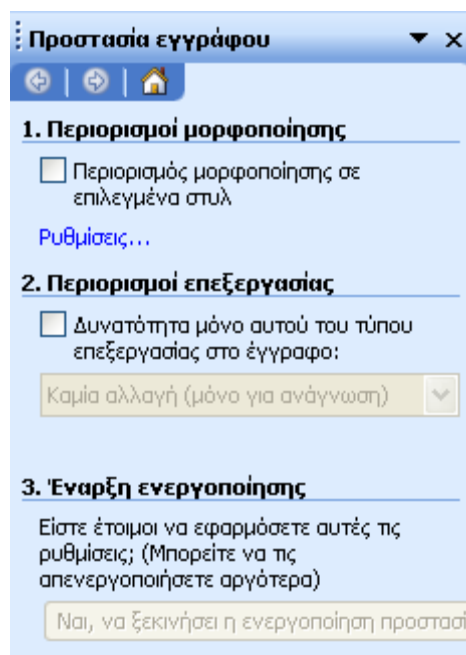 Προστασία εγγράφου
1. Περιορισμοί μορφοποίησης
Περιορισμός μορφοποίησης σε
επιλεγμένα στυλ
Ρυθμίσεις...
2. Περιορισμοί επεξεργασίας
Δυνατότητα μόνο αυτού του τύπου
επεξεργασίας στο έγγραφο:
Καμία αλλαγή (μόνο για ανάγνωση)
3. Έναρξη ενεργοποίησης
Είστε έτοιμοι να εφαρμόσετε αυτές τις
ρυθμίσεις; (Μπορείτε να τις
απενεργοποιήσετε αργότερα)
Ναι, να ξεκινήσει η ενεργοποίηση προστασί